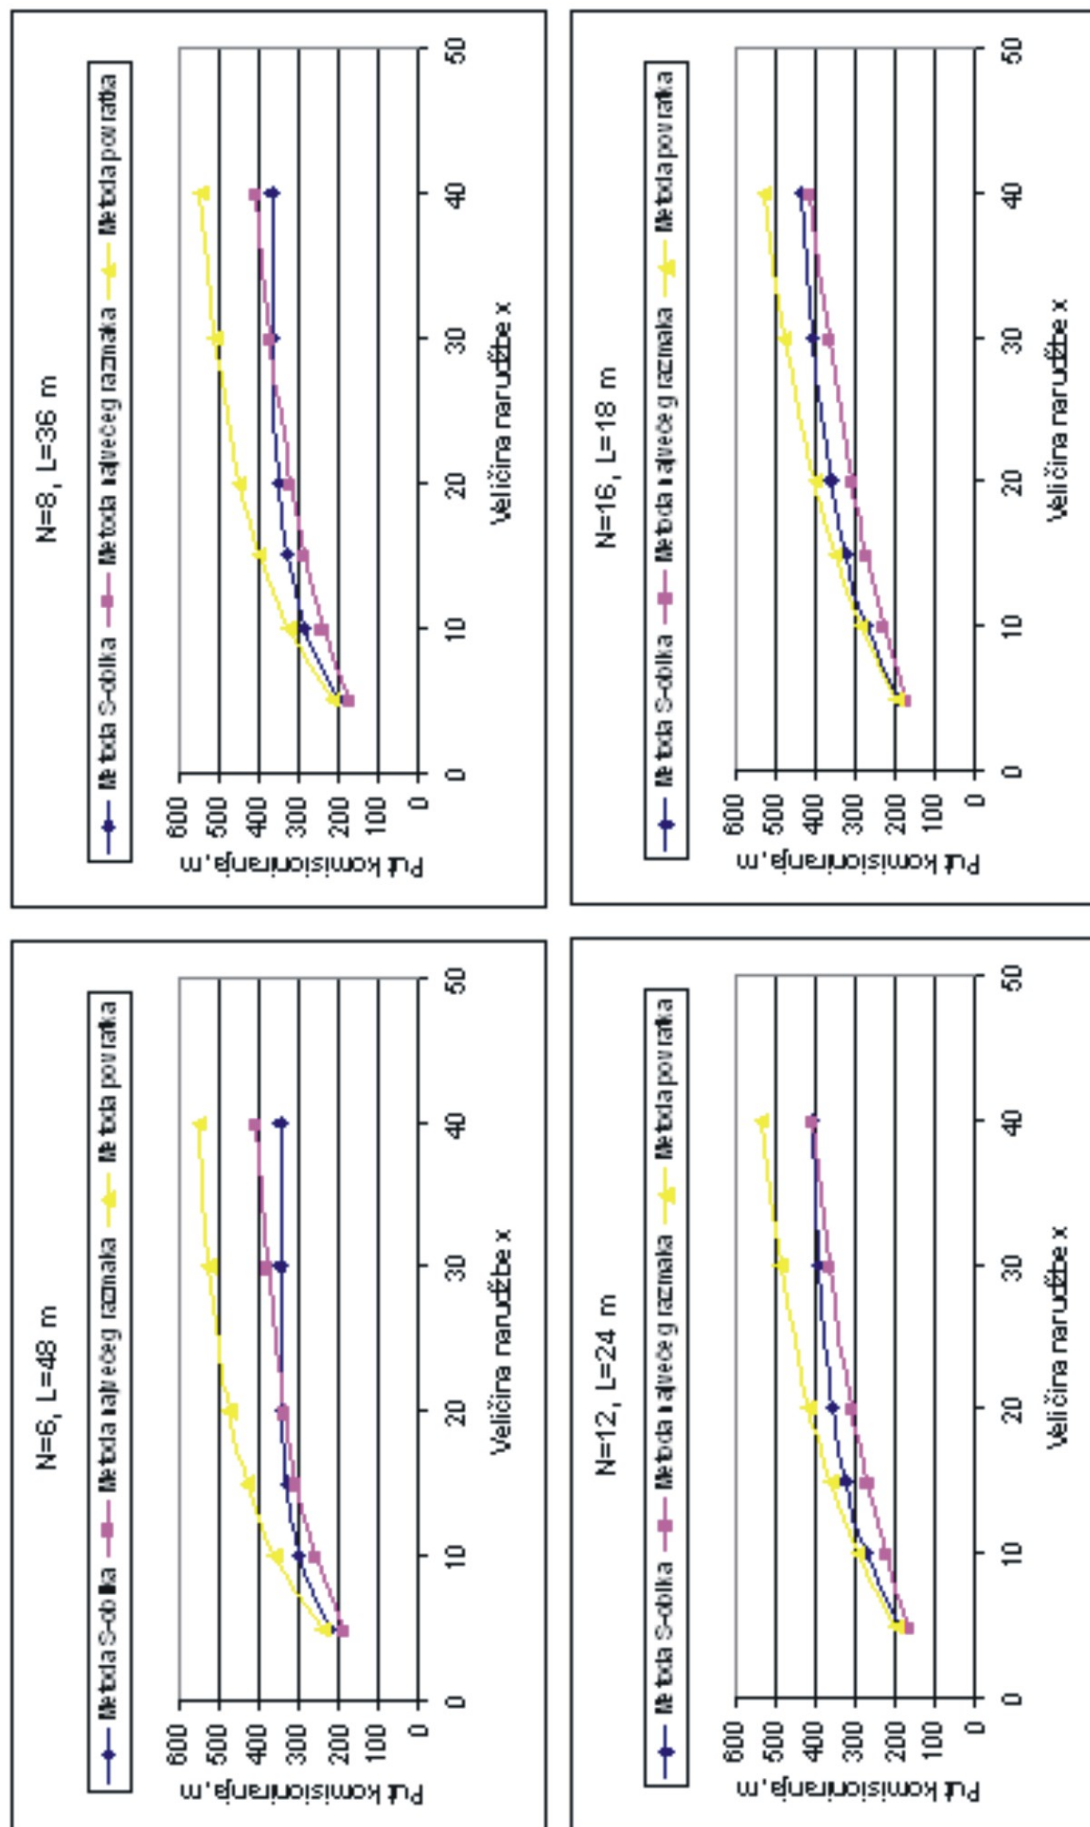 N=6, L=48 m
Metoda S-oblika Metoda najvećeg razmaka Metoda povratka
Put komisioniranja, m
600
500
400
300
200
100
0
0 10 20 30 40 50
Veličina narudžbe x
N=8, L=36 m
Metoda S-oblika Metoda najvećeg razmaka Metoda povratka
Put komisioniranja, m
600
500
400
300
200
100
0
0 10 20 30 40 50
Veličina narudžbe x
N=12, L=24 m
Metoda S-oblika Metoda najvećeg razmaka Metoda povratka
Put komisioniranja, m
600
500
400
300
200
100
0
0 10 20 30 40 50
Veličina narudžbe x
N=16, L=18 m
Metoda S-oblika Metoda najvećeg razmaka Metoda povratka
Put komisioniranja, m
600
500
400
300
200
100
0
0 10 20 30 40 50
Veličina narudžbe x